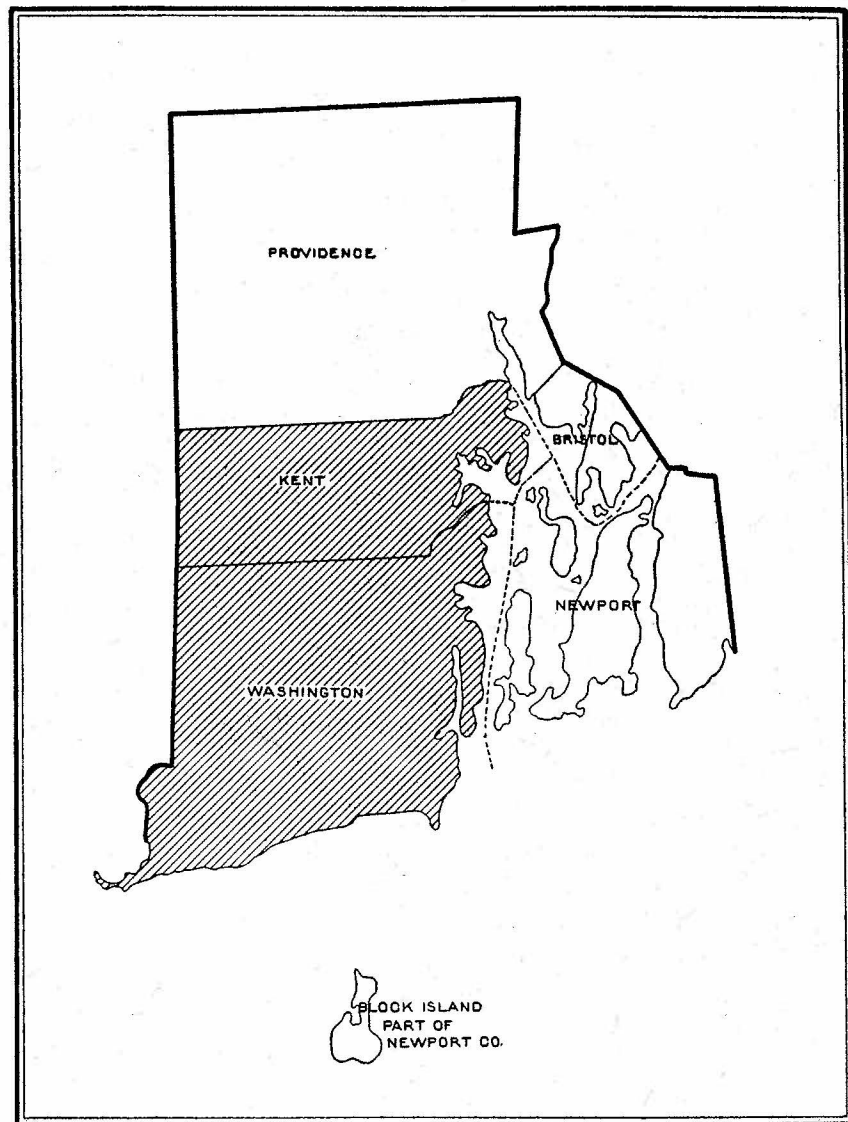 PROVIDENCE
BRISTOL
KENT
NEWPORT
WASHINGTON
BLOCK ISLAND
PART OF
NEWPORT CO.